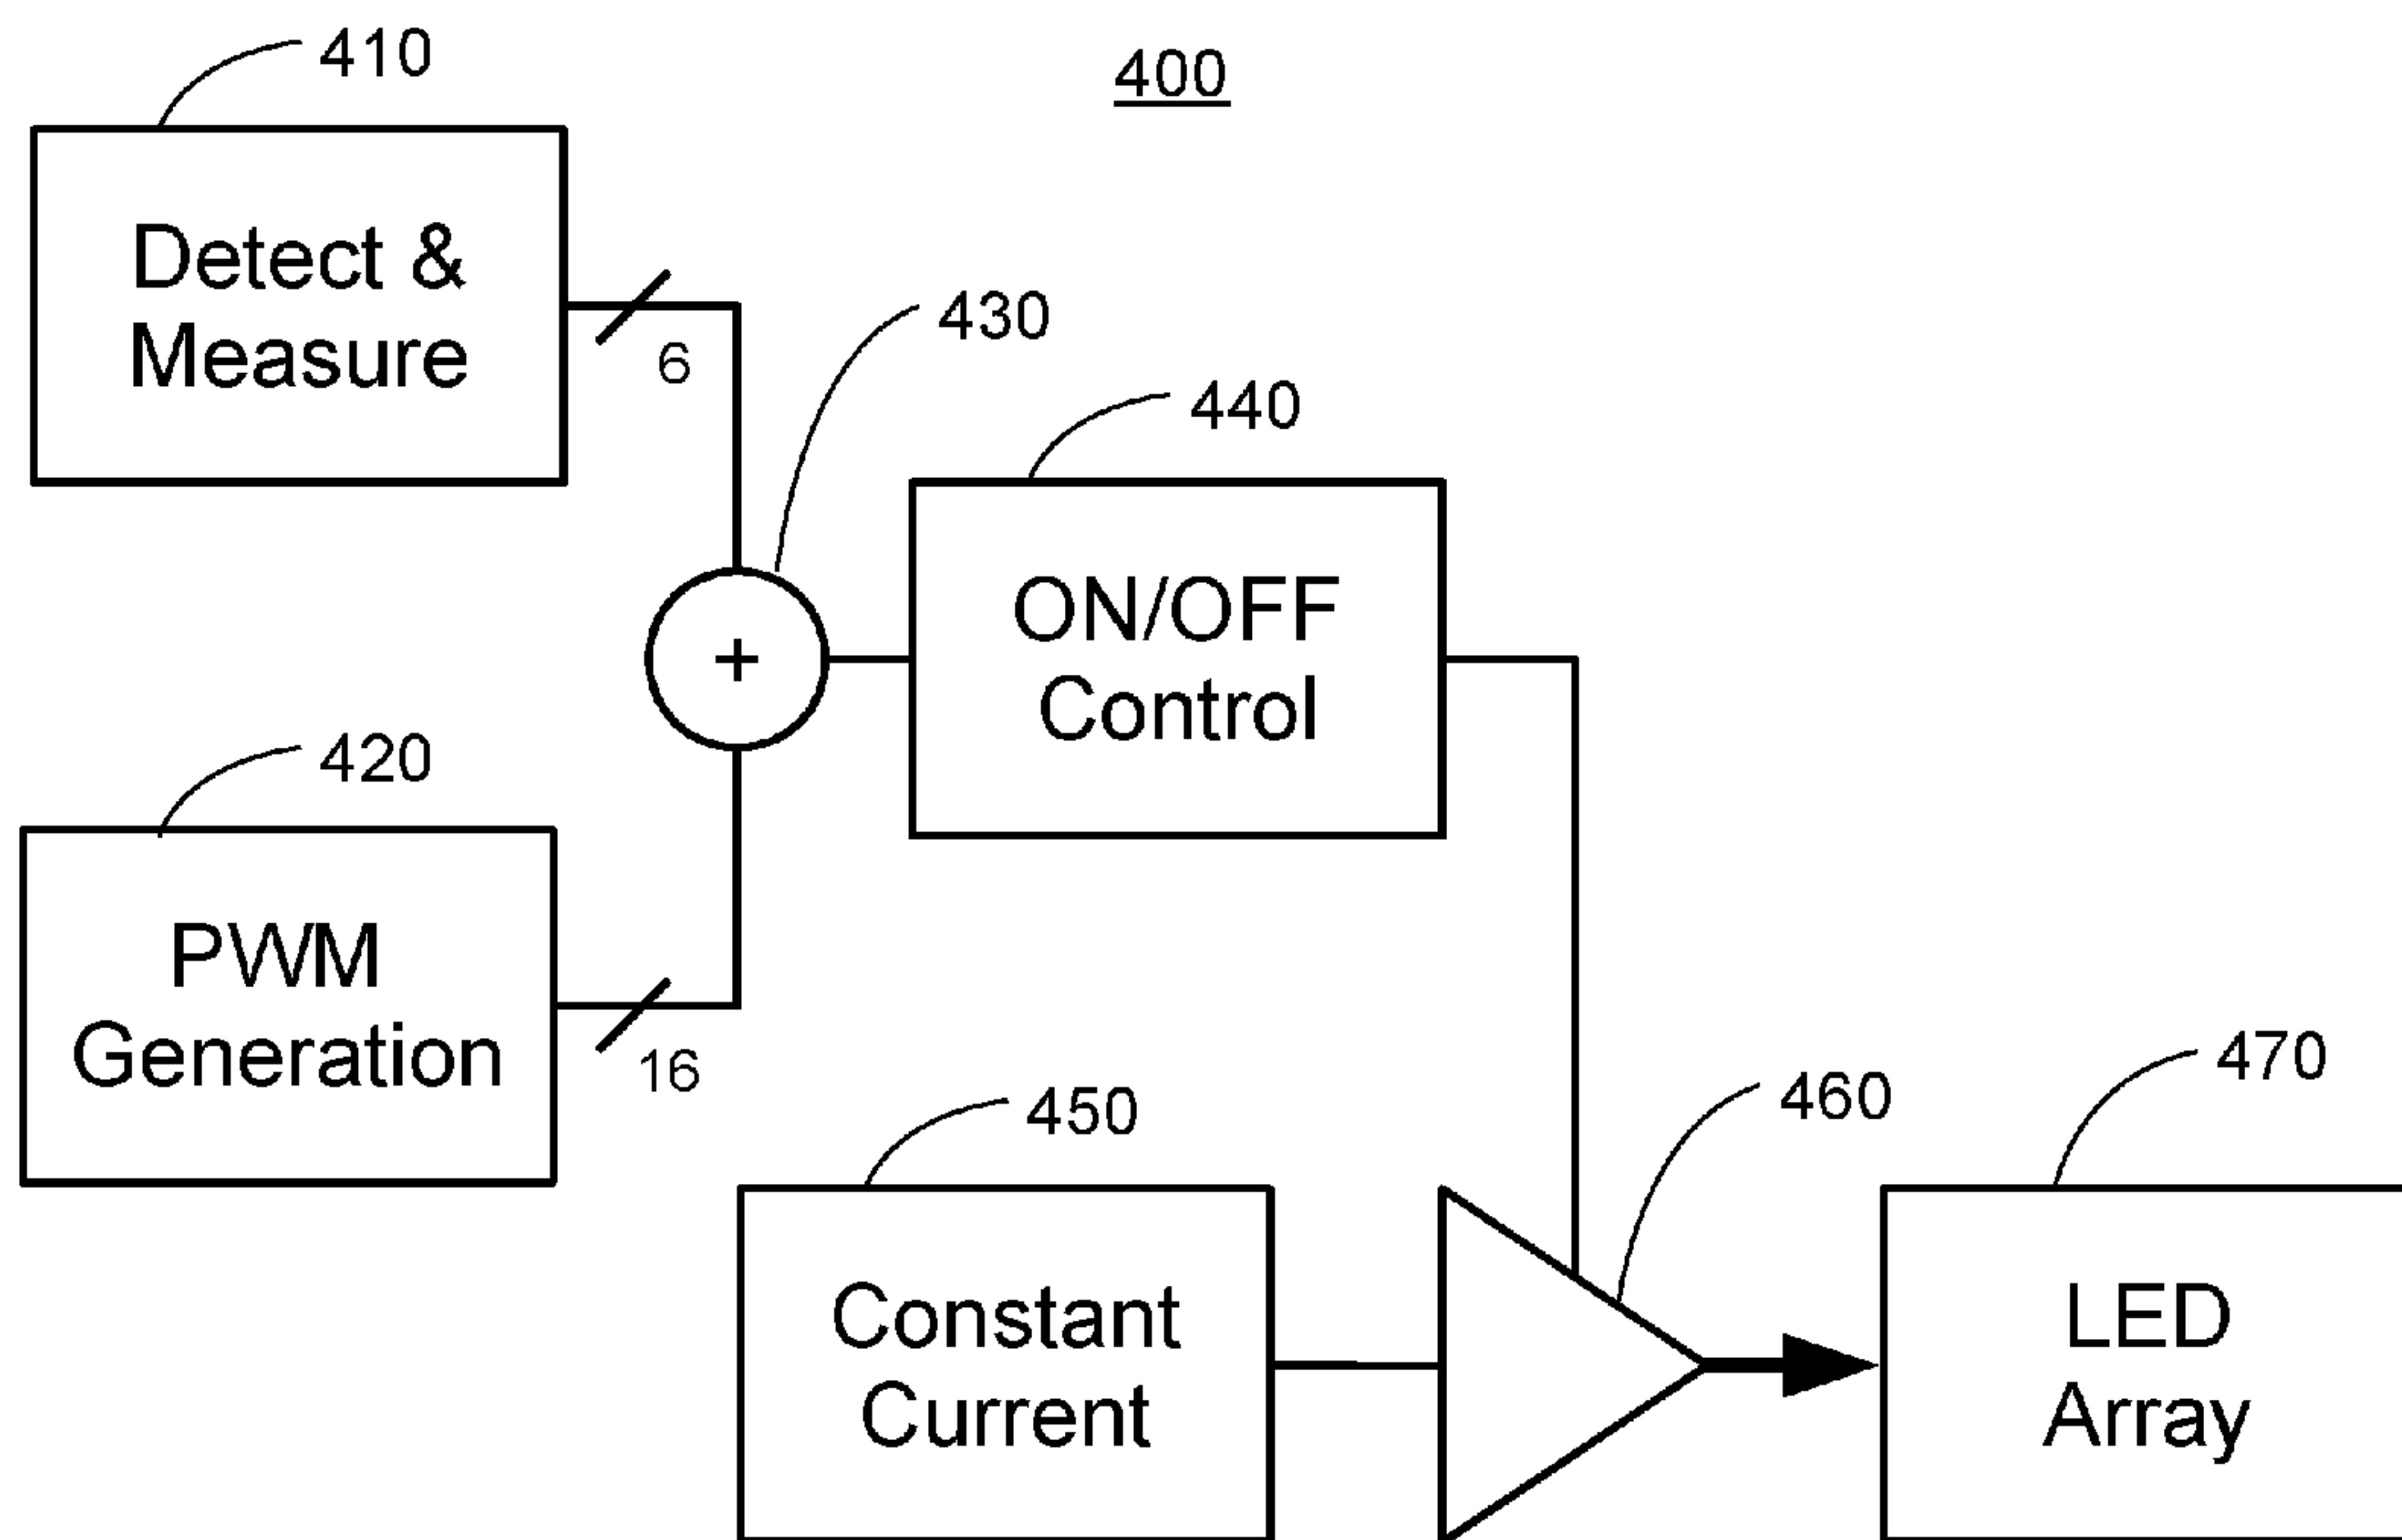 410
400
Detect &
Measure
6
430
440
+
ON/OFF
Control
420
PWM
Generation
16
450
460
470
Constant
Current
LED
Array